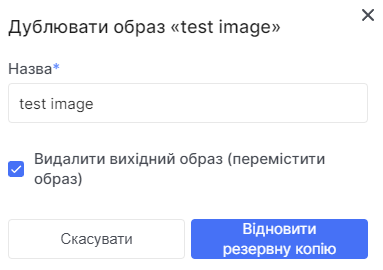 Дублювати образ «test image»
Назва*
test image
Видалити вихідний образ (перемістити
образ)
Скасувати
Відновити
резервну копію